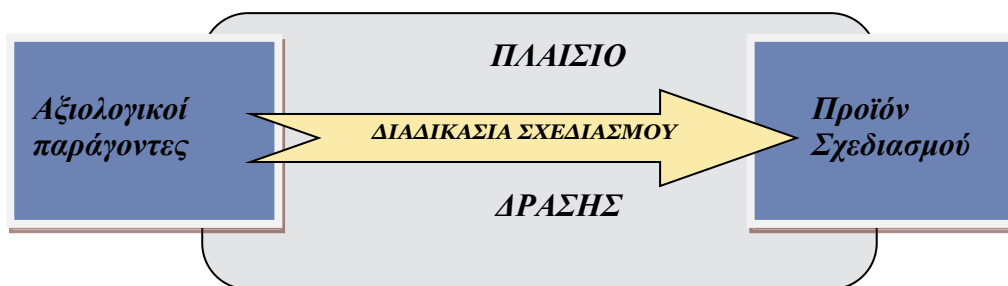 ΠΛΑΙΣΙΟ
Αξιολογικοί
παράγοντες
ΔΙΑΔΙΚΑΣΙΑ ΣΧΕΔΙΑΣΜΟΥ
Προϊόν
Σχεδιασμού
ΔΡΑΣΗΣ